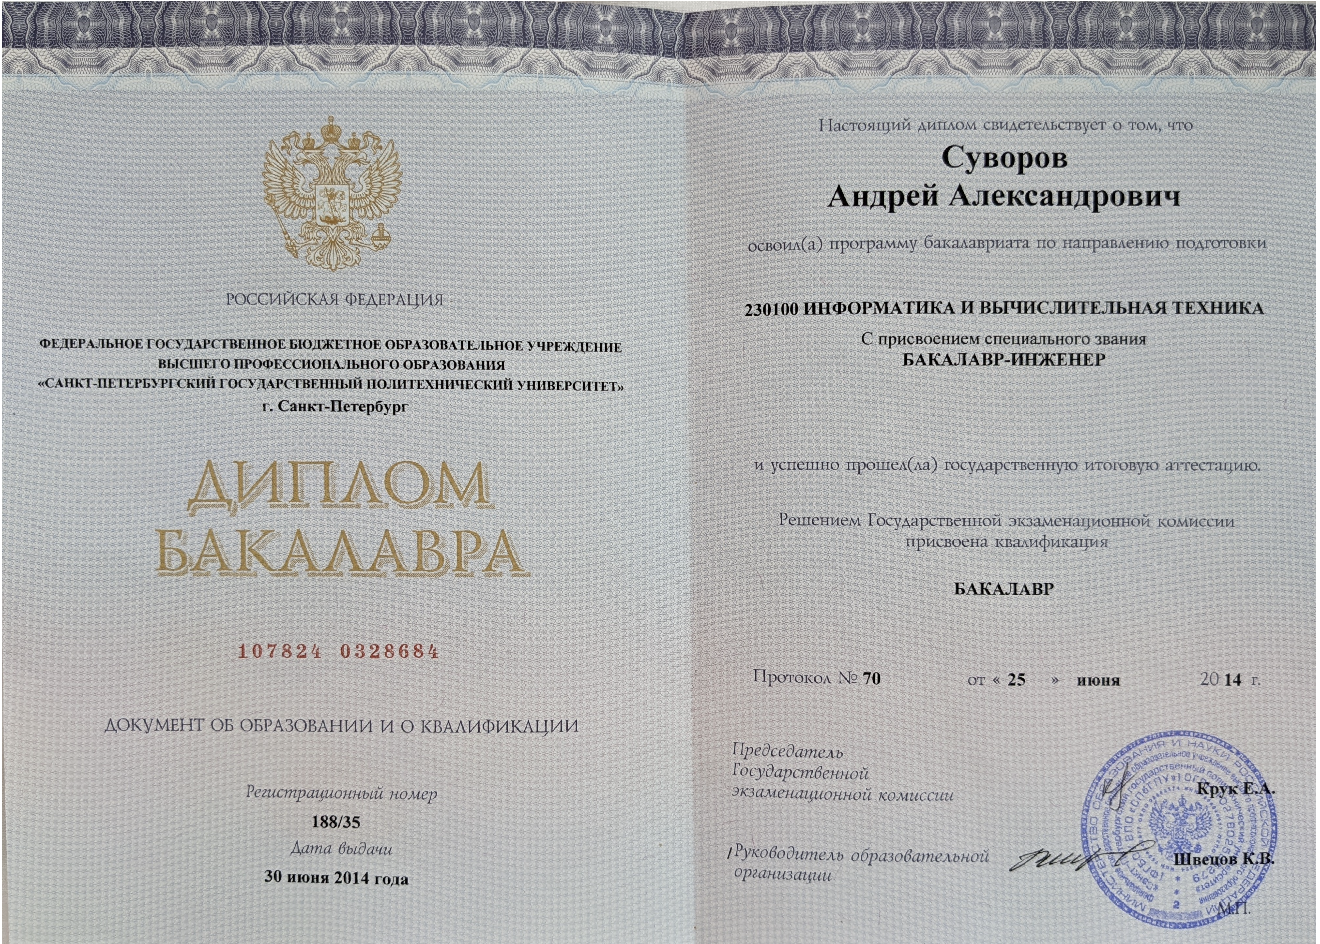 РОССИЙСКАЯ ФЕДЕРАЦИЯ
ФЕДЕРАЛЬНОЕ ГОСУДАРСТВЕННОЕ БЮДЖЕТНОЕ ОБРАЗОВАТЕЛЬНОЕ УЧРЕЖДЕНИЕ
ВЫСШЕГО ПРОФЕССИОНАЛЬНОГО ОБРАЗОВАНИЯ
«САНКТ-ПЕТЕРБУРГСКИЙ ГОСУДАРСТВЕННЫЙ ПОЛИТЕХНИЧЕСКИЙ УНИВЕРСИТЕТ»
г. Санкт-Петербург
ДИПЛОМ
БАКАЛАВРА
107824 0328684
ДОКУМЕНТ ОБ ОБРАЗОВАНИИ И О КВАЛИФИКАЦИИ
Регистрационный номер
188/35
Дата выдачи
30 июня 2014 года
Настоящий диплом свидетельствует о том, что
Суворов
Андрей Александрович
освоил(а) программу бакалавриата по направлению подготовки
230100 ИНФОРМАТИКА И ВЫЧИСЛИТЕЛЬНАЯ ТЕХНИКА
С присвоением специального звания
БАКАЛАВР-ИНЖЕНЕР
и успешно прошел(ла) государственную итоговую аттестацию.
Решением Государственной экзаменационной комиссии
присвоена квалификация
БАКАЛАВР
Протокол № 70 от « 25 » июня 2014 г.
Председатель
Государственной
экзаменационной комиссии
Крук Е.А.
/Руководитель образовательной
организации
Швецов К.В.
М.П.